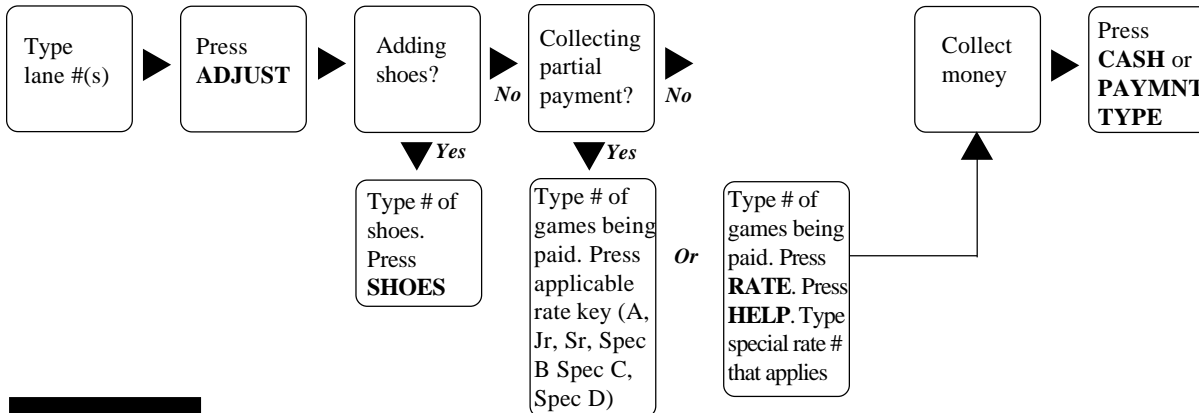 Type
lane #(s)
Press
ADJUST
Adding
shoes?
No
Collecting
partial
payment?
No
Collect
money
Press
CASH or
PAYMNT
TYPE
Yes
Type # of
shoes.
Press
SHOES
Yes
Type # of
games being
paid. Press
applicable
rate key (A,
Jr, Sr, Spec
B Spec C,
Spec D)
Or
Type # of
games being
paid. Press
RATE. Press
HELP. Type
special rate #
that applies